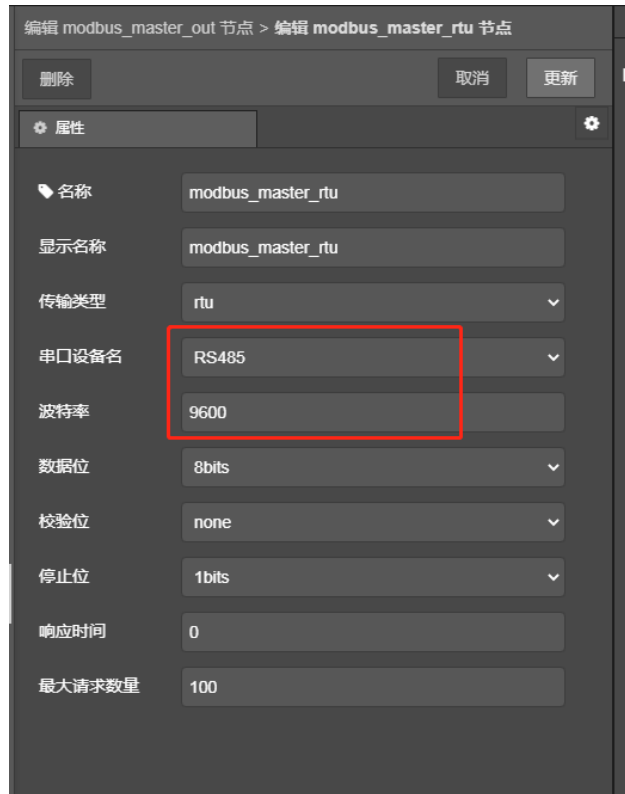 编辑 modbus_master_out 节点 > 编辑 modbus_master_rtu 节点
删除 取消 更新
属性
名称 modbus_master_rtu
显示名称 modbus_master_rtu
传输类型 rtu
串口设备名 RS485
波特率 9600
数据位 8bits
校验位 none
停止位 1bits
响应时间 0
最大请求数量 100